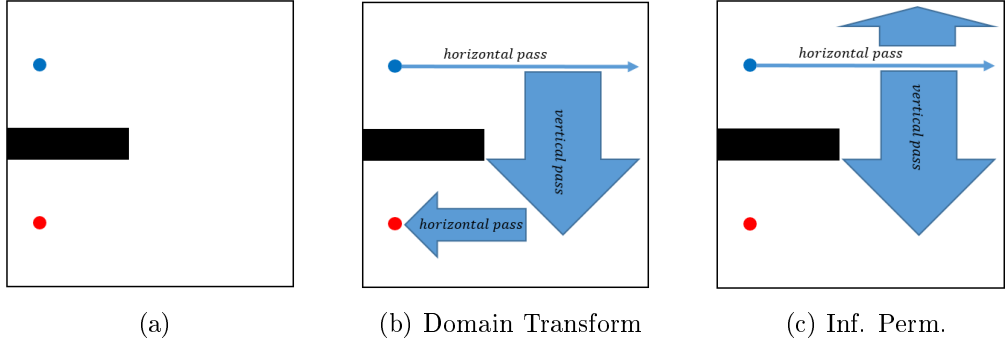 horizontal pass
vertical pass
horizontal pass
horizontal pass
vertical pass
(a)
(b) Domain Transform
(c) Inf. Perm.